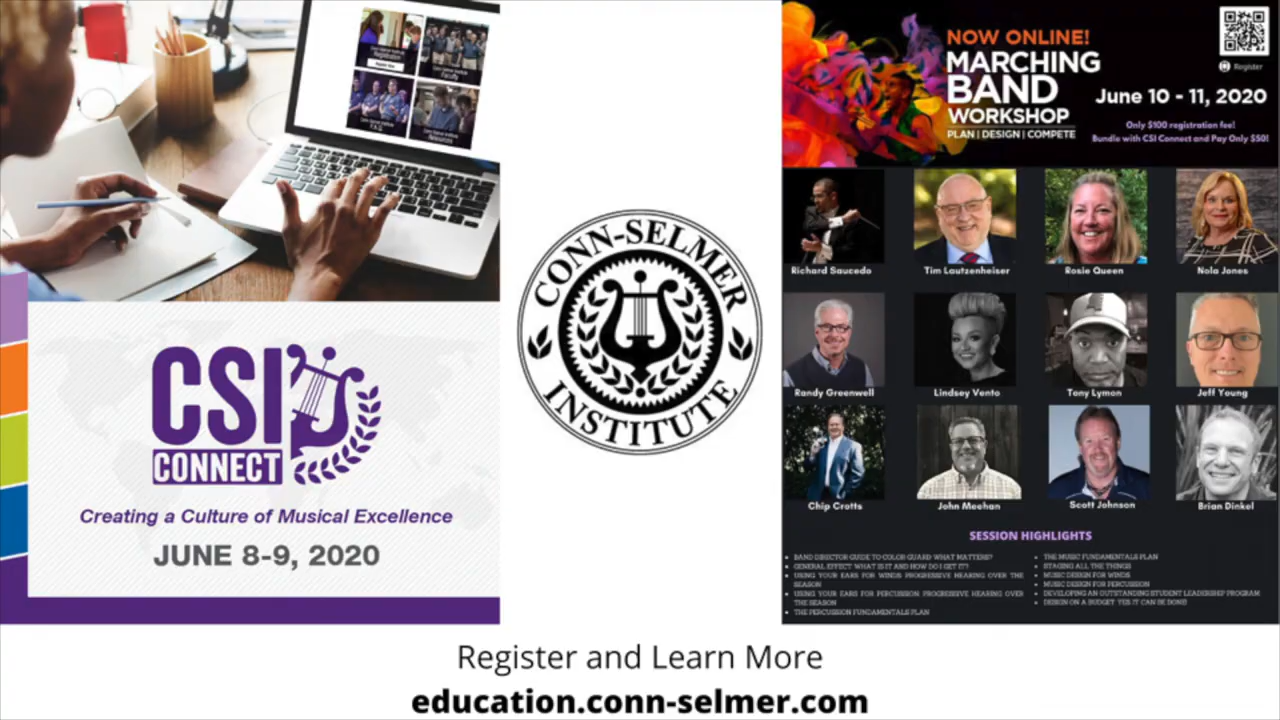 Conn-Selmer Institute
Registration
Faculty
F.A.Q.
Resources
CSI
CONNECT
Creating a Culture of Musical Excellence
JUNE 8-9, 2020
CONN-SELMER
INSTITUTE
NOW ONLINE!
MARCHING
BAND
WORKSHOP
PLAN | DESIGN | COMPETE
Register
June 10 - 11, 2020
Only $100 registration fee!
Bundle with CSI Connect and Pay Only $50!
Richard Saucedo
Tim Lautzenheiser
Rosie Queen
Nola Jones
Randy Greenwell
Lindsey Vento
Tony Lymon
Jeff Young
Chip Crotts
John Meehan
Scott Johnson
Brian Dinkel
SESSION HIGHLIGHTS
BAND DIRECTOR GUIDE TO COLOR GUARD: WHAT MATTERS?
GENERAL EFFECT: WHAT IS IT AND HOW DO I GET IT?
USING YOUR EARS FOR WINDS: PROGRESSIVE HEARING OVER THE
SEASON
USING YOUR EARS FOR PERCUSSION: PROGRESSIVE HEARING OVER
THE SEASON
THE PERCUSSION FUNDAMENTALS PLAN
THE MUSIC FUNDAMENTALS PLAN
STAGING ALL THE THINGS
MUSIC DESIGN FOR WINDS
MUSIC DESIGN FOR PERCUSSION
DEVELOPING AN OUTSTANDING STUDENT LEADERSHIP PROGRAM
DESIGN ON A BUDGET: YES IT CAN BE DONE!
Register and Learn More
education.conn-selmer.com